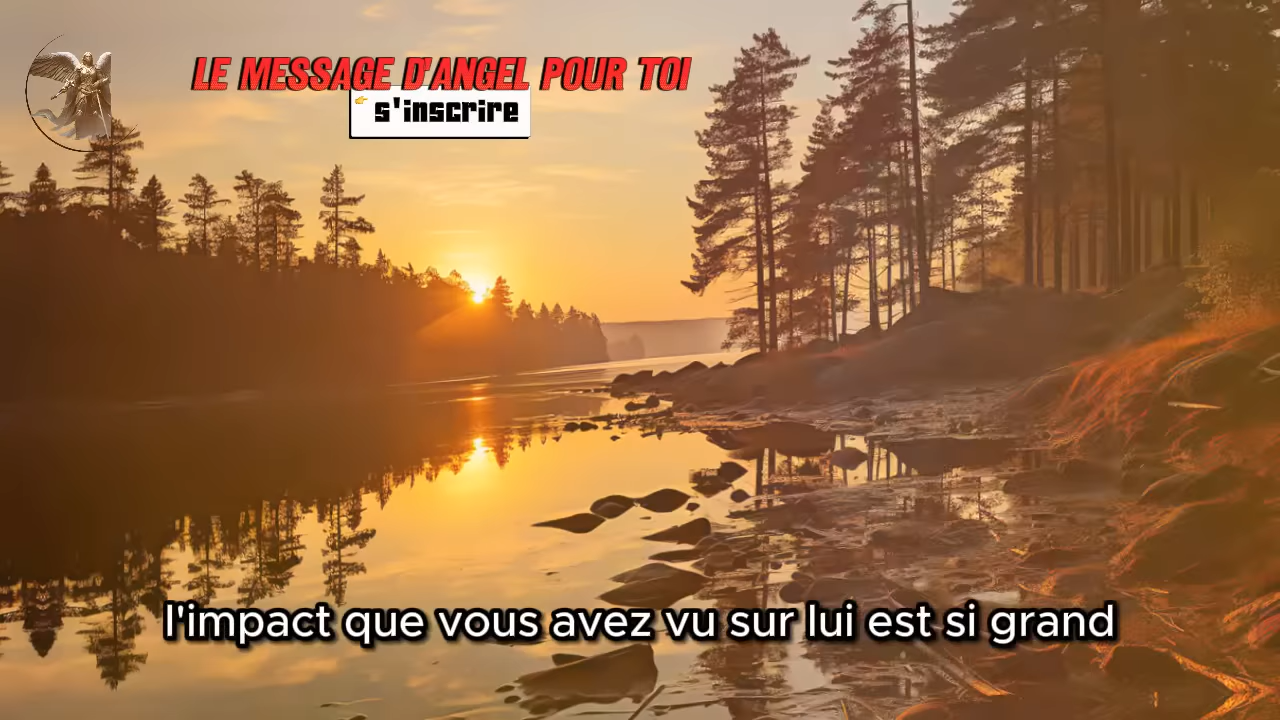 LE MESSAGE D'ANGEL POUR TOI
s'inscrire
l'impact que vous avez vu sur lui est si grand